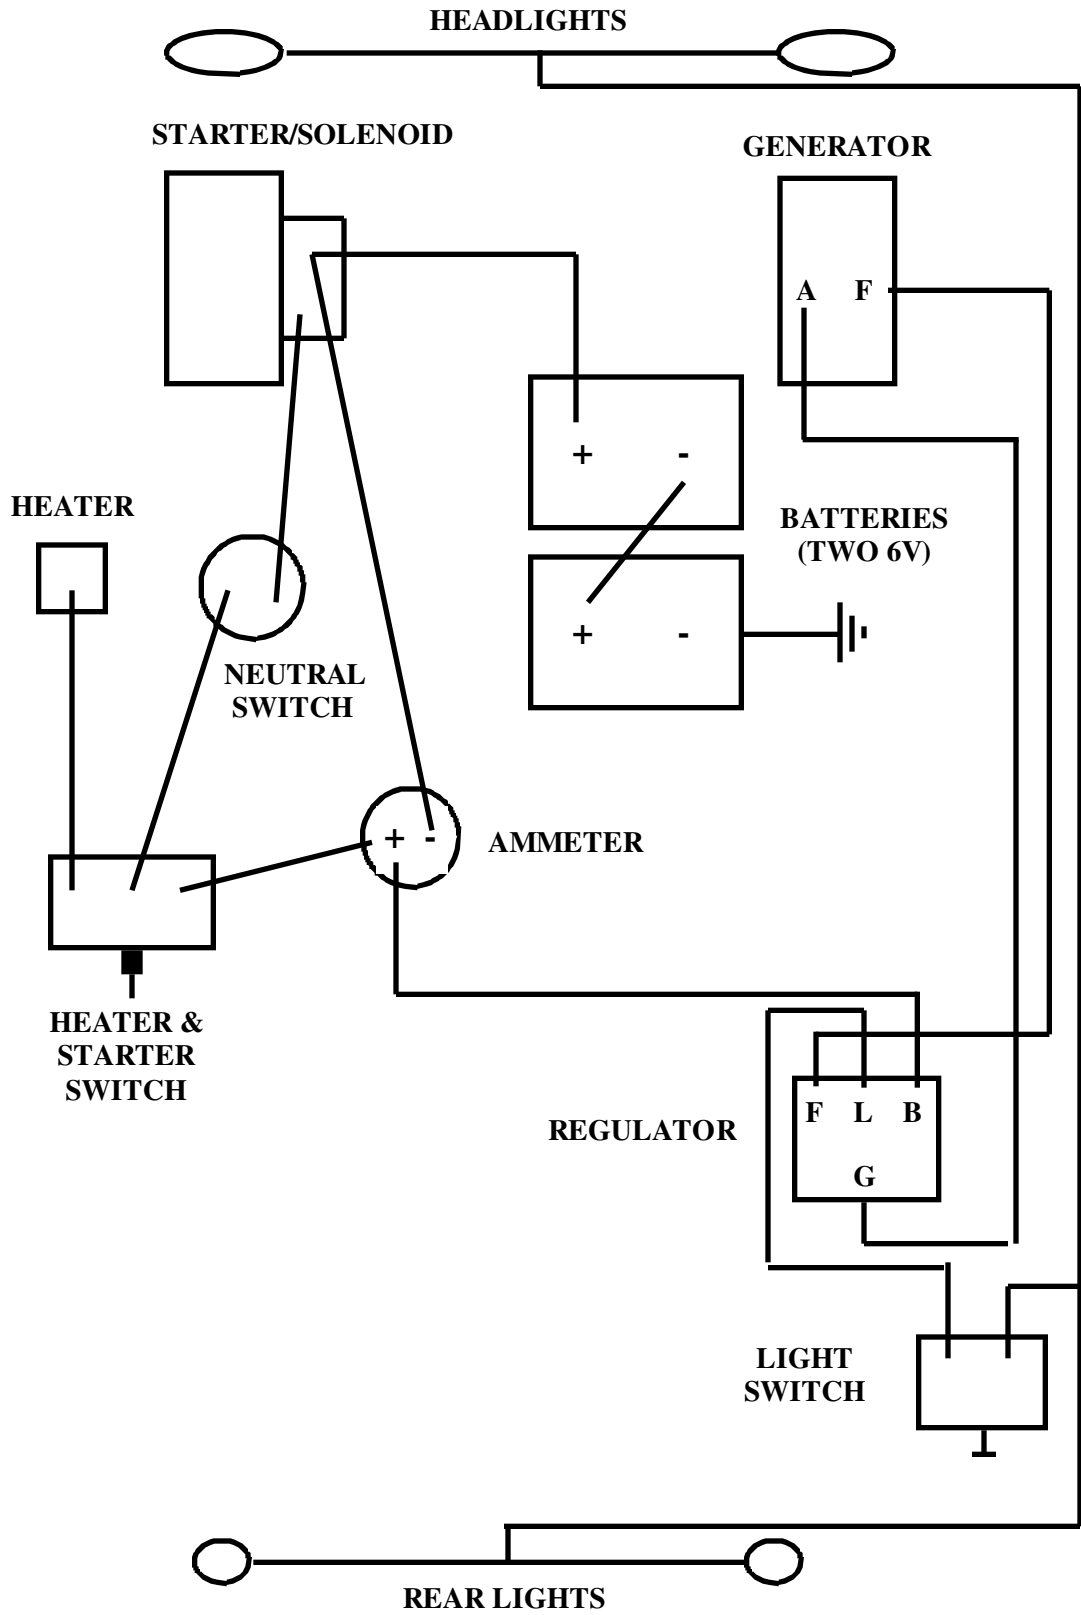 HEADLIGHTS
STARTER/SOLENOID
GENERATOR
A F
+ -
HEATER
BATTERIES
(TWO 6V)
+ -
NEUTRAL
SWITCH
+ -
AMMETER
HEATER &
STARTER
SWITCH
REGULATOR
F L B
G
LIGHT
SWITCH
REAR LIGHTS